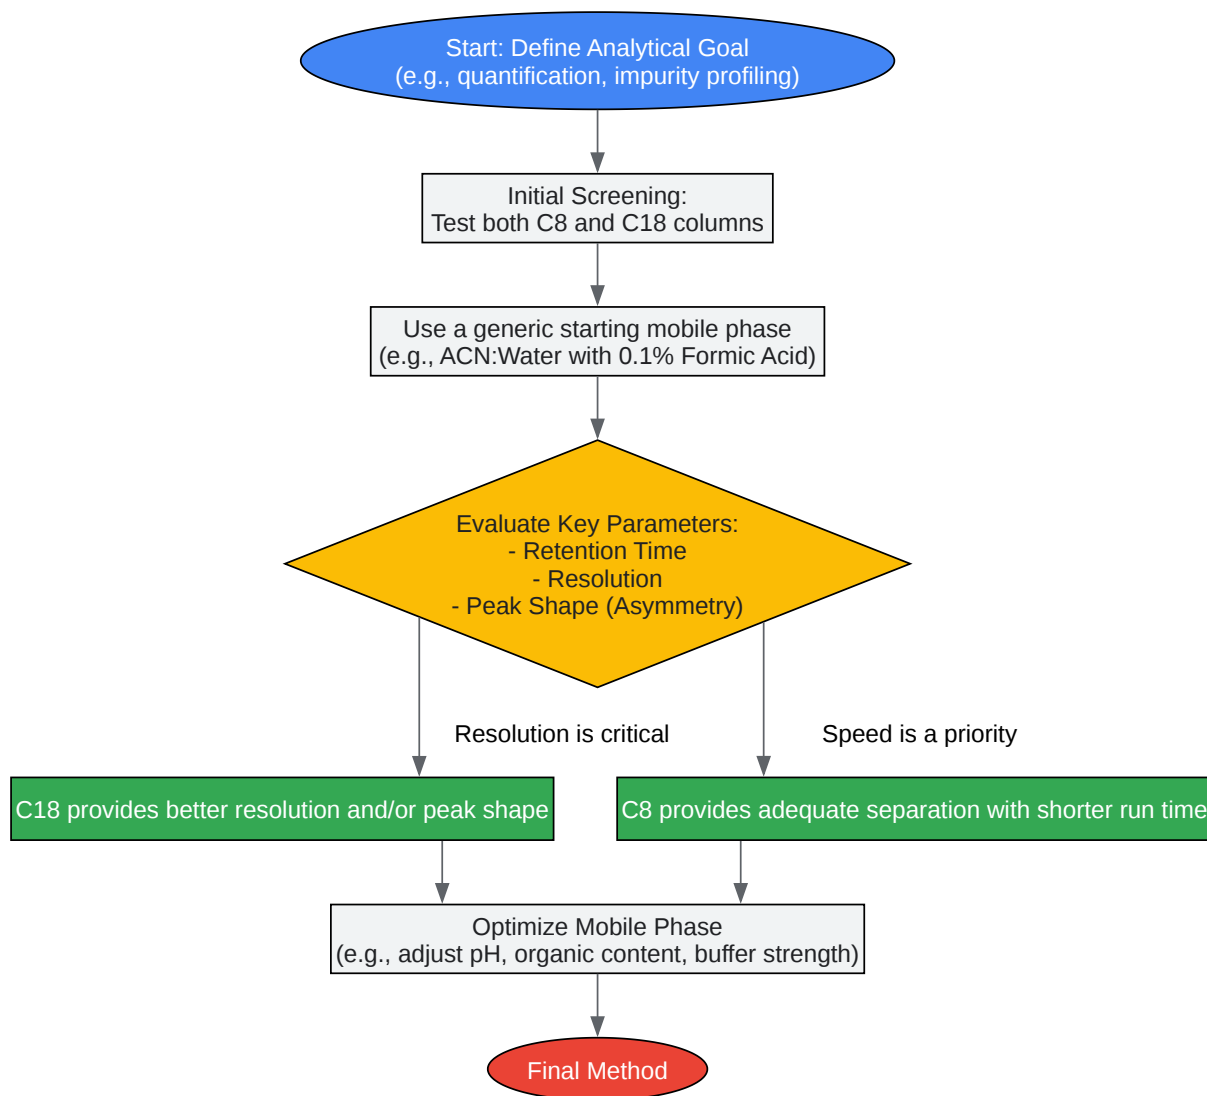 Start: Define Analytical Goal
(e.g., quantification, impurity profiling)
Initial Screening:
Test both C8 and C18 columns
Use a generic starting mobile phase
(e.g., ACN:Water with 0.1% Formic Acid)
Evaluate Key Parameters:
- Retention Time
- Resolution
- Peak Shape (Asymmetry)
Resolution is critical
Speed is a priority
C18 provides better resolution and/or peak shape
C8 provides adequate separation with shorter run time
Optimize Mobile Phase
(e.g., adjust pH, organic content, buffer strength)
Final Method